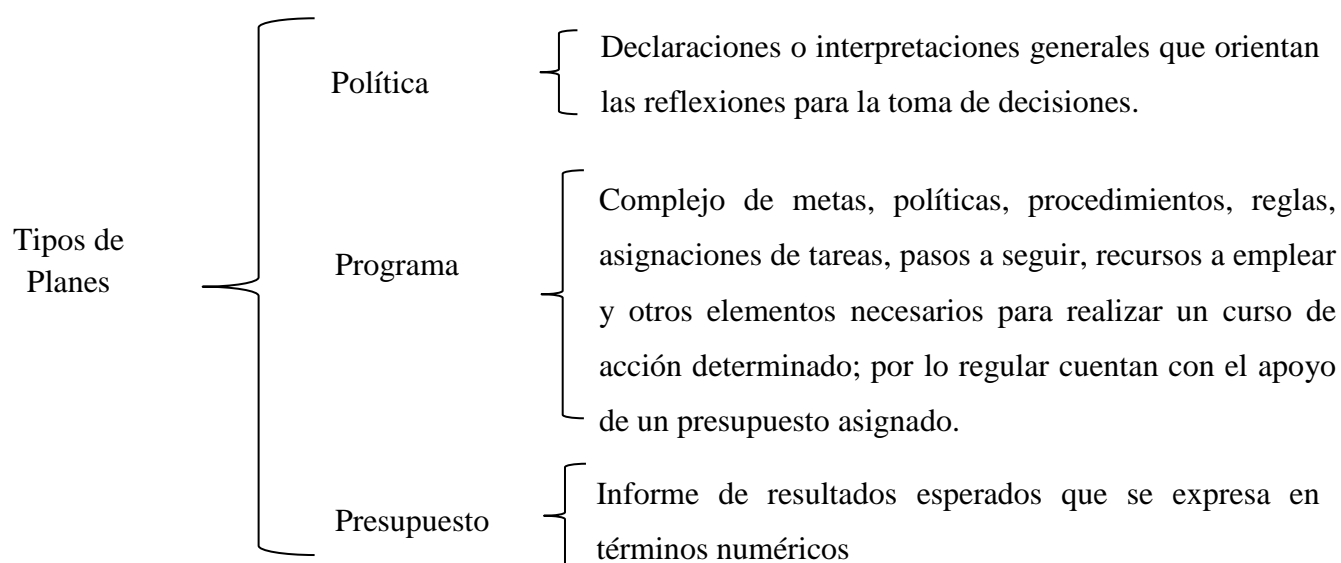 Tipos de
Planes
Política
Declaraciones o interpretaciones generales que orientan
las reflexiones para la toma de decisiones.
Programa
Complejo de metas, políticas, procedimientos, reglas,
asignaciones de tareas, pasos a seguir, recursos a emplear
y otros elementos necesarios para realizar un curso de
acción determinado; por lo regular cuentan con el apoyo
de un presupuesto asignado.
Presupuesto
Informe de resultados esperados que se expresa en
términos numéricos